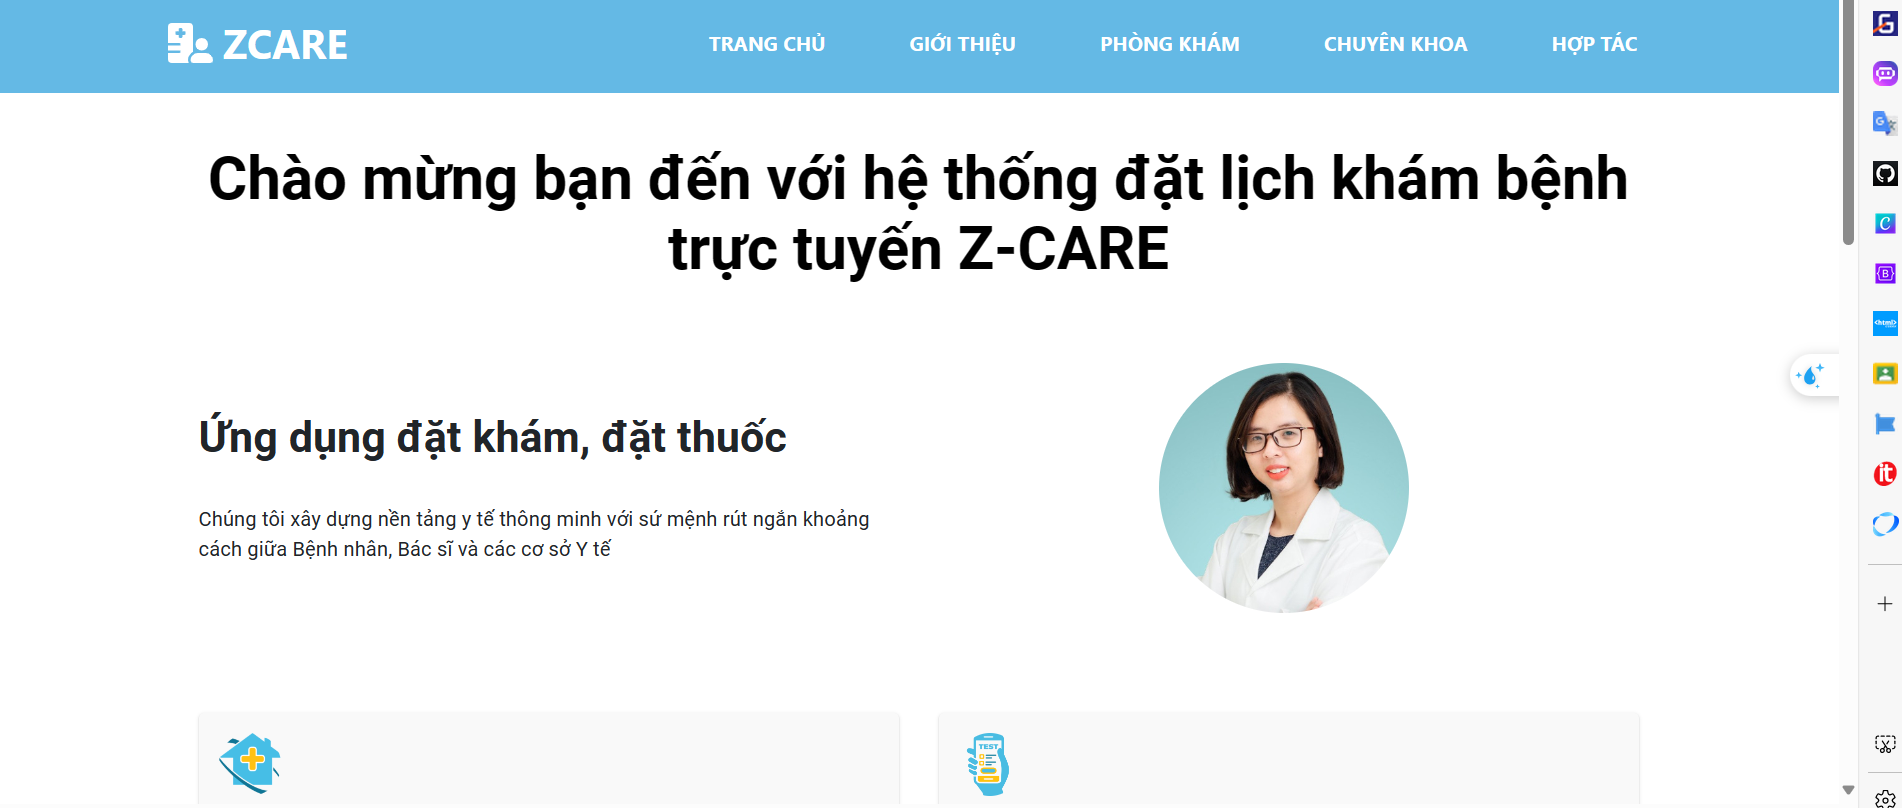 ZCARE
TRANG CHỦ
GIỚI THIỆU
PHÒNG KHÁM
CHUYÊN KHOA
HỢP TÁC
Chào mừng bạn đến với hệ thống đặt lịch khám bệnh
trực tuyến Z-CARE
Ứng dụng đặt khám, đặt thuốc
Chúng tôi xây dựng nền tảng y tế thông minh với sứ mệnh rút ngắn khoảng
cách giữa Bệnh nhân, Bác sĩ và các cơ sở Y tế
TEST